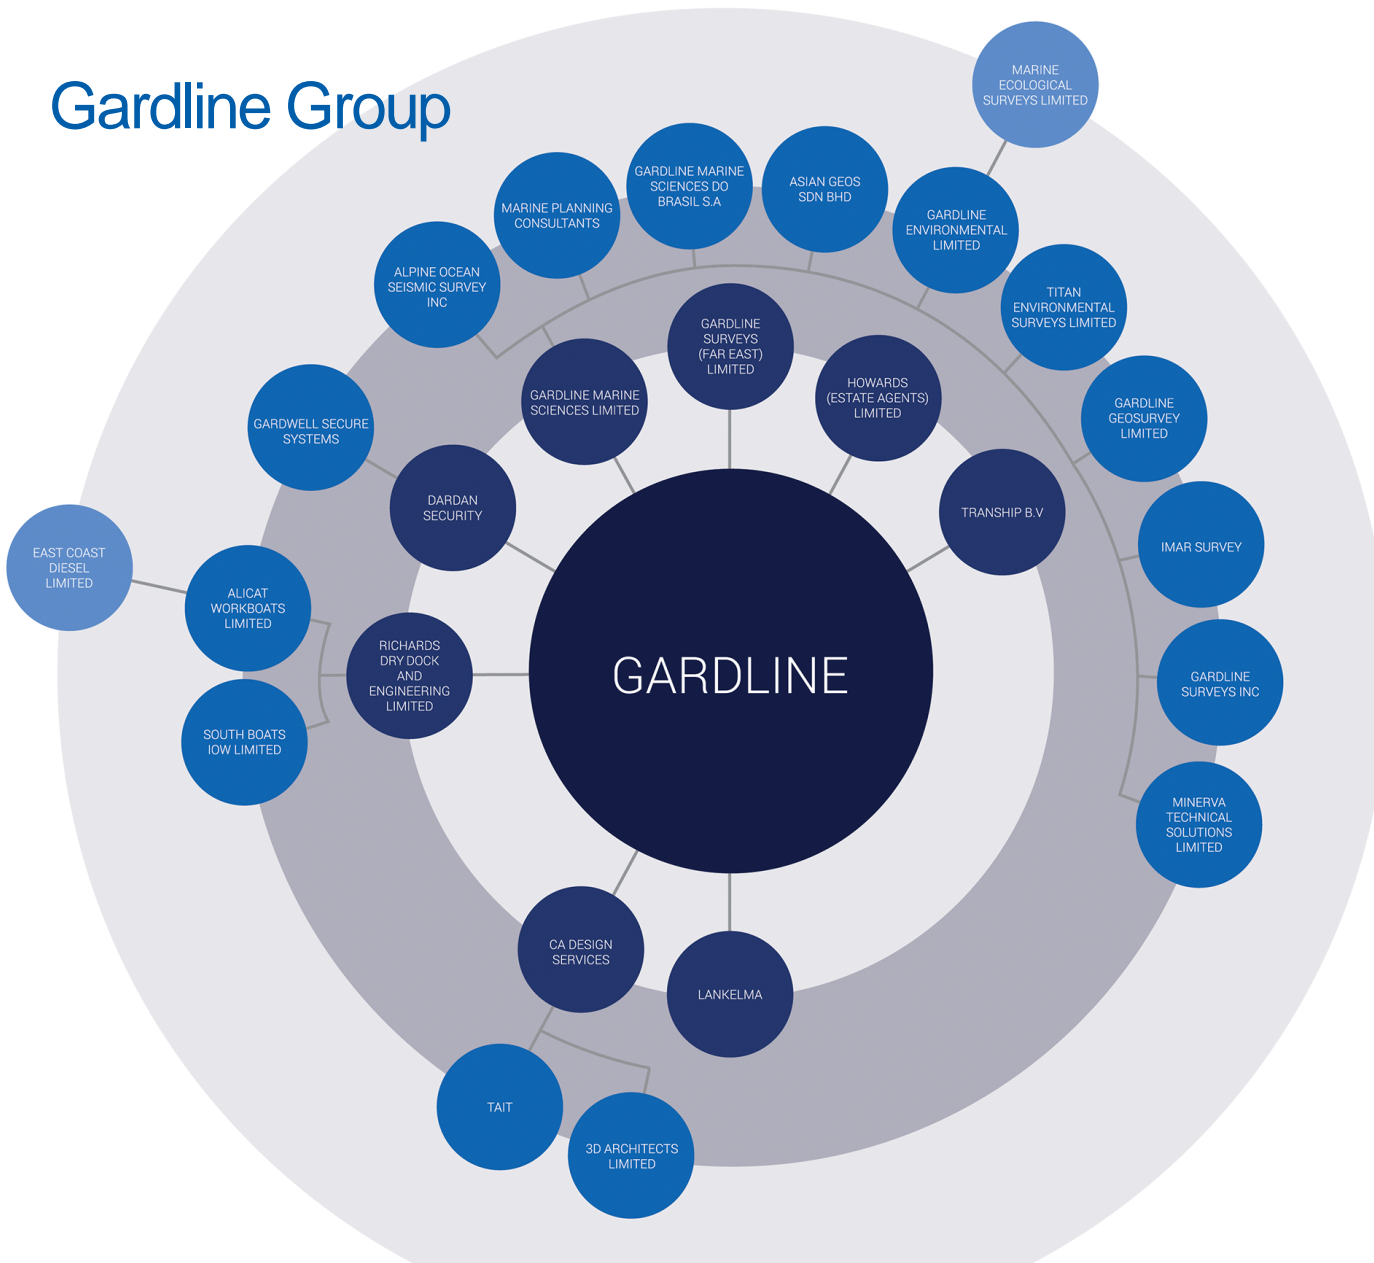 Gardline Group
MARINE
ECOLOGICAL
SURVEYS LIMITED
GARDLINE MARINE
SCIENCES DO
BRASIL S.A
ASIAN GEOS
SDN BHD
MARINE PLANNING
CONSULTANTS
GARDLINE
ENVIRONMENTAL
LIMITED
ALPINE OCEAN
SEISMIC SURVEY
INC
TITAN
ENVIRONMENTAL
SURVEYS LIMITED
GARDLINE
SURVEYS
(FAR EAST)
LIMITED
GARDLINE MARINE
SCIENCES LIMITED
HOWARDS
(ESTATE AGENTS)
LIMITED
GARDLINE
GEOSURVEY
LIMITED
GARDWELL SECURE
SYSTEMS
DARDAN
SECURITY
TRANSHIP B.V
IMAR SURVEY
EAST COAST
DIESEL
LIMITED
ALICAT
WORKBOATS
LIMITED
RICHARDS
DRY DOCK
AND
ENGINEERING
LIMITED
GARDLINE
GARDLINE
SURVEYS INC
SOUTH BOATS
IOW LIMITED
MINERVA
TECHNICAL
SOLUTIONS
LIMITED
CA DESIGN
SERVICES
LANKELMA
TAIT
3D ARCHITECTS
LIMITED